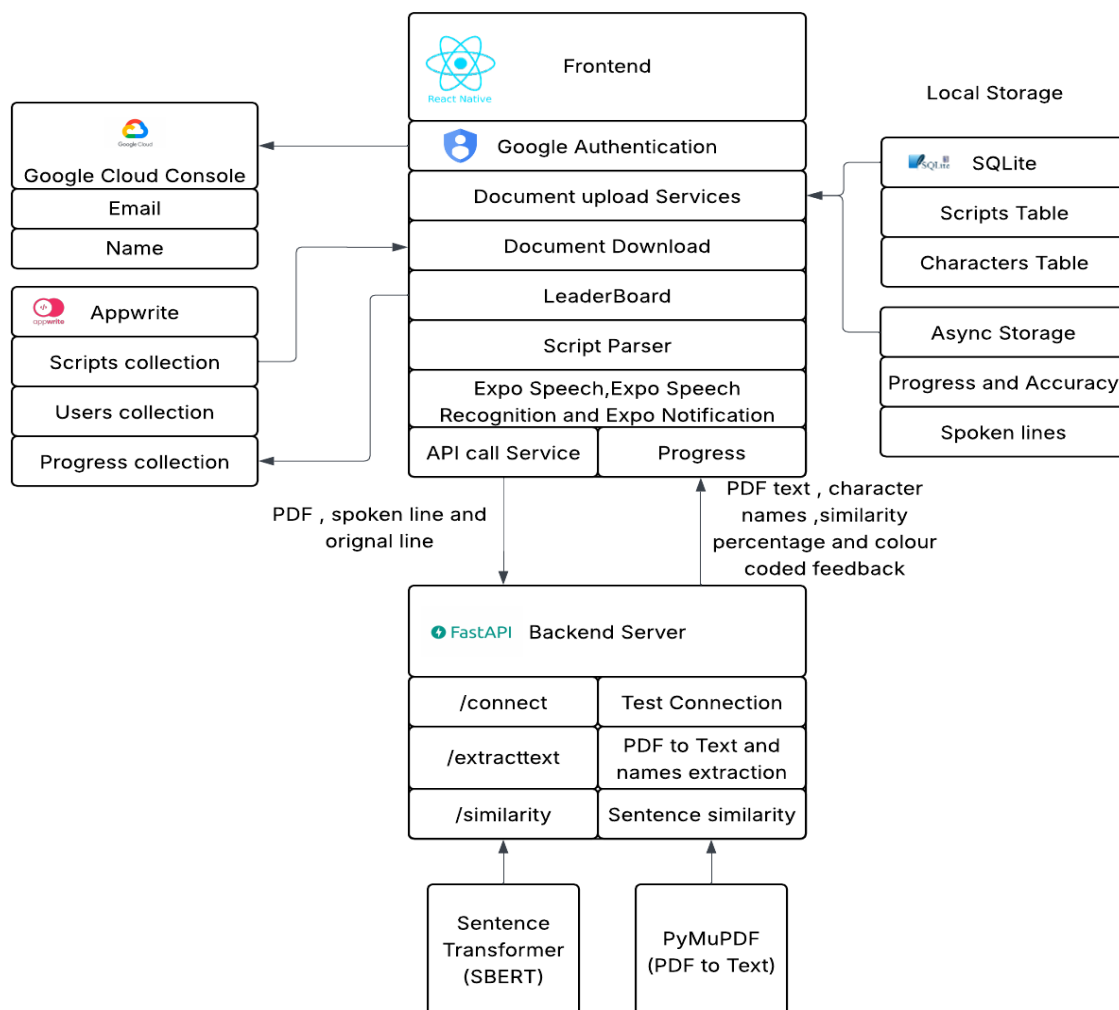 Frontend
React Native
Google Authentication
Document upload Services
Document Download
LeaderBoard
Script Parser
Expo Speech,Expo Speech
Recognition and Expo Notification
API call Service
Progress
Google Cloud
Google Cloud Console
Email
Name
appwrite
Appwrite
Scripts collection
Users collection
Progress collection
Local Storage
SQLite
SQLite
Scripts Table
Characters Table
Async Storage
Progress and Accuracy
Spoken lines
PDF , spoken line and
orignal line
PDF text , character
names ,similarity
percentage and colour
coded feedback
FastAPI
Backend Server
/connect
Test Connection
/extracttext
PDF to Text and
names extraction
/similarity
Sentence similarity
Sentence
Transformer
(SBERT)
PyMuPDF
(PDF to Text)